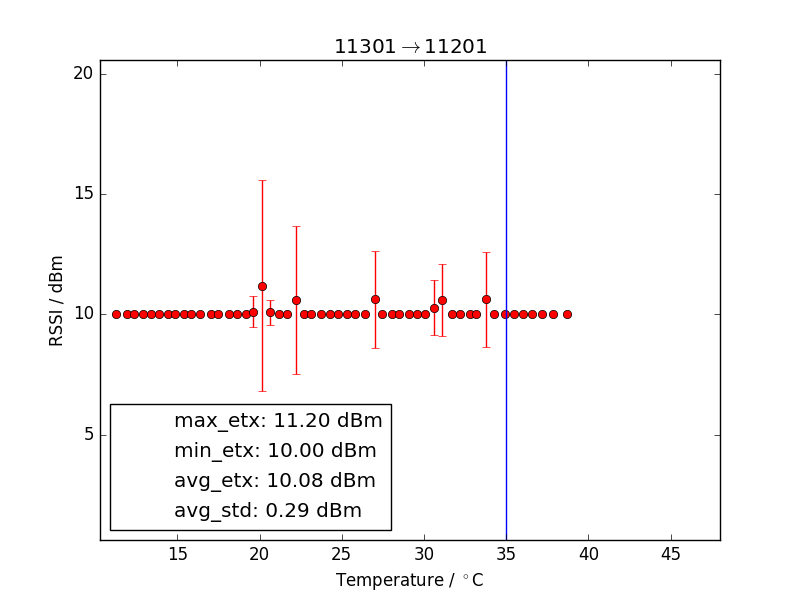 11301→11201
20
15
10
5
RSSI / dBm
max_etx: 11.20 dBm
min_etx: 10.00 dBm
avg_etx: 10.08 dBm
avg_std: 0.29 dBm
15 20 25 30 35 40 45
Temperature / °C